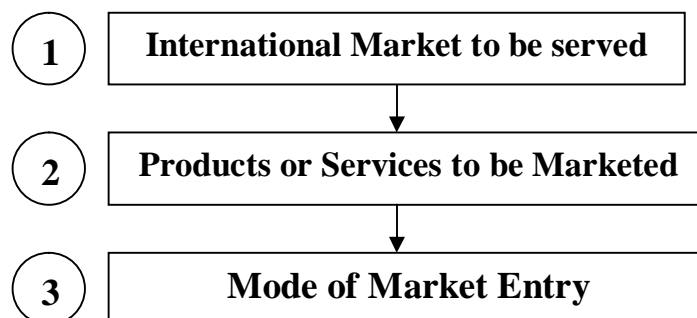 1 International Market to be served
2 Products or Services to be Marketed
3 Mode of Market Entry